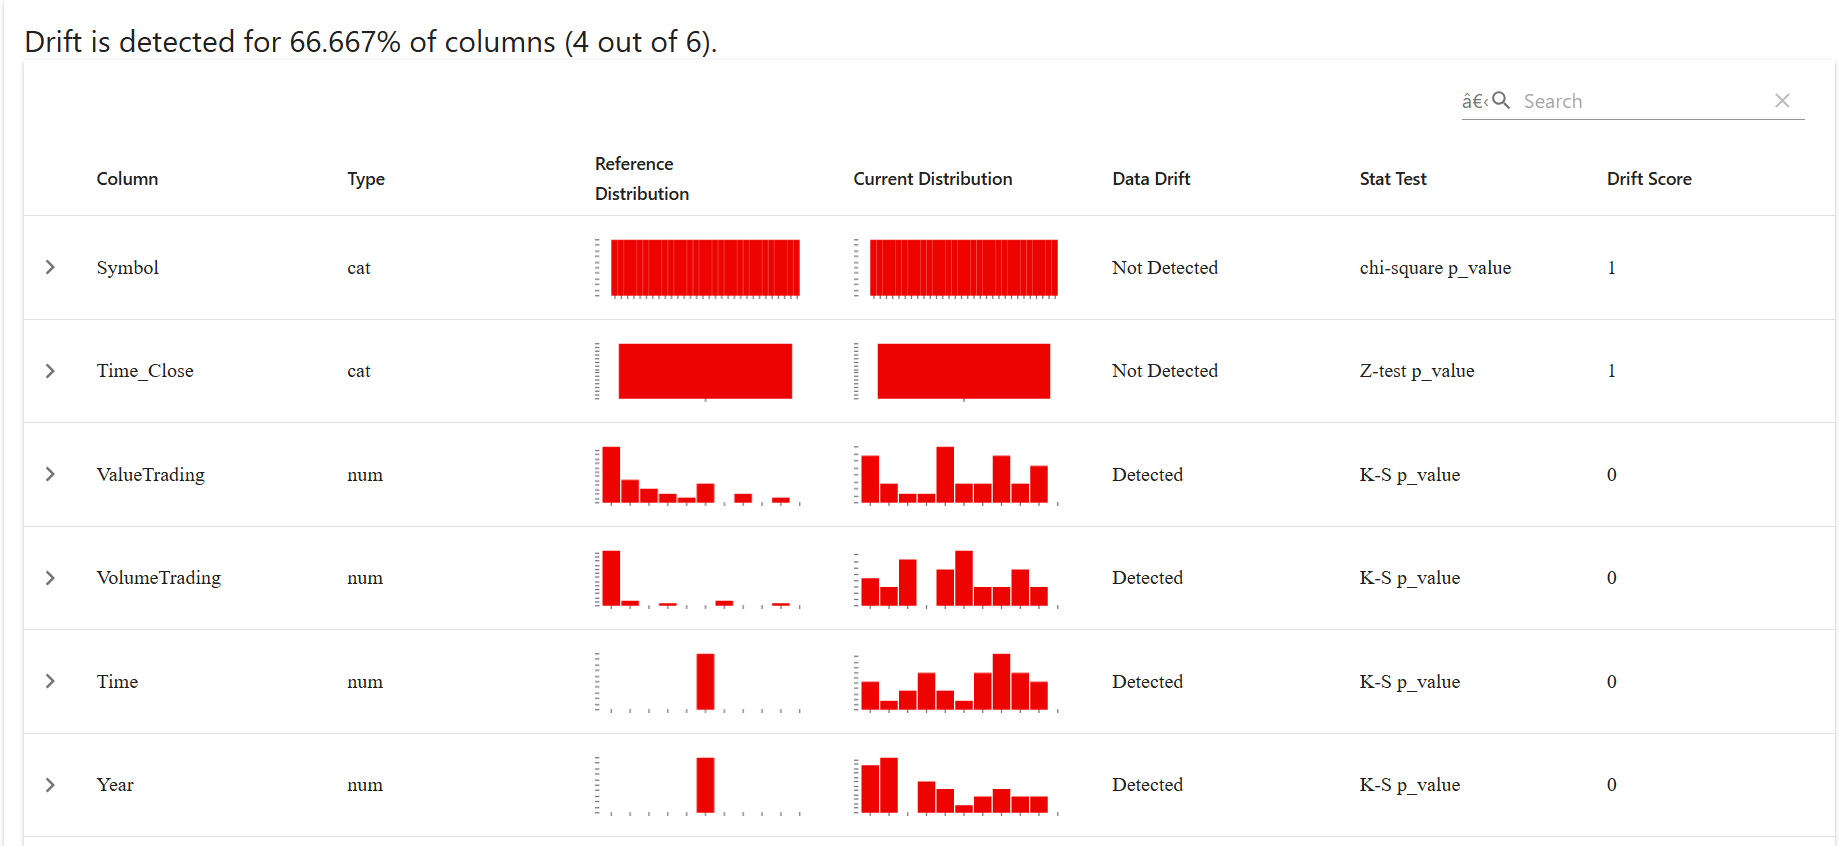 Drift is detected for 66.667% of columns (4 out of 6).
â€‹ Search
Column Type Reference Distribution Current Distribution Data Drift Stat Test Drift Score
Symbol cat Not Detected chi-square p_value 1
Time_Close cat Not Detected Z-test p_value 1
ValueTrading num Detected K-S p_value 0
VolumeTrading num Detected K-S p_value 0
Time num Detected K-S p_value 0
Year num Detected K-S p_value 0